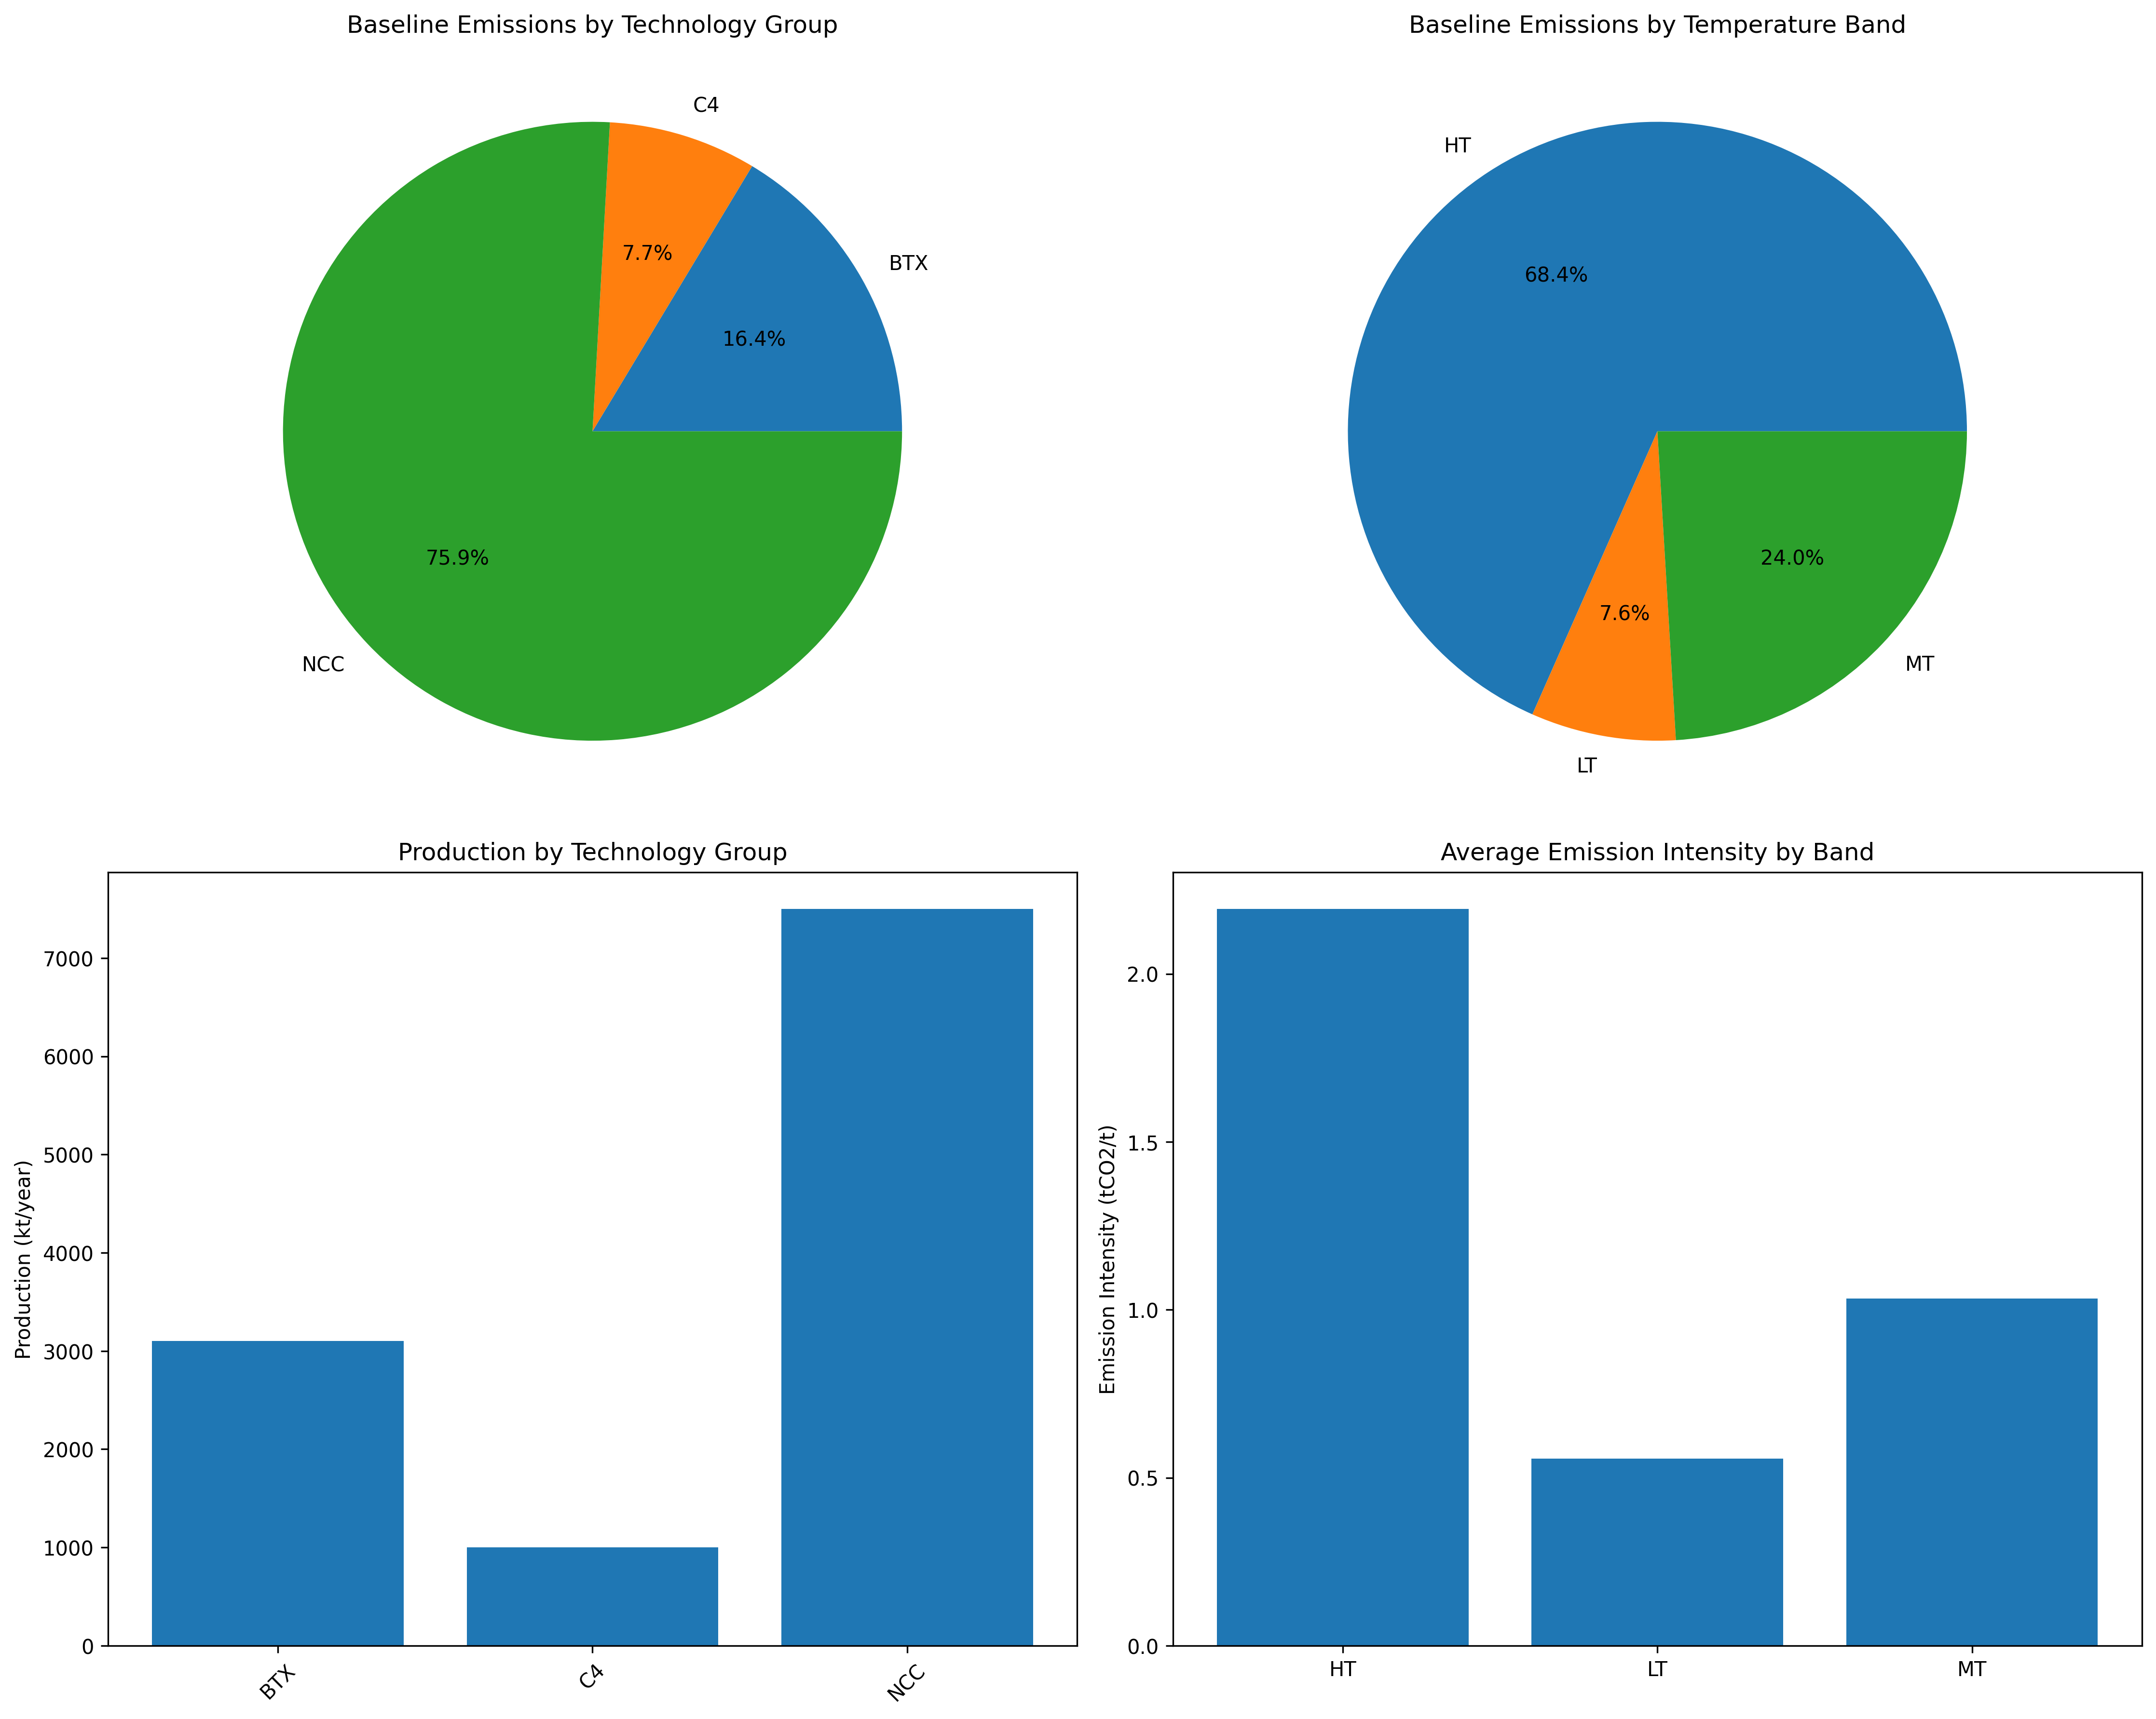 Baseline Emissions by Technology Group
C4
BTX
7.7%
16.4%
75.9%
NCC
Baseline Emissions by Temperature Band
HT
68.4%
24.0%
7.6%
MT
LT
Production by Technology Group
Production (kt/year)
7000
6000
5000
4000
3000
2000
1000
0
BTX
C4
NCC
Average Emission Intensity by Band
Emission Intensity (tCO2/t)
2.0
1.5
1.0
0.5
0.0
HT
LT
MT